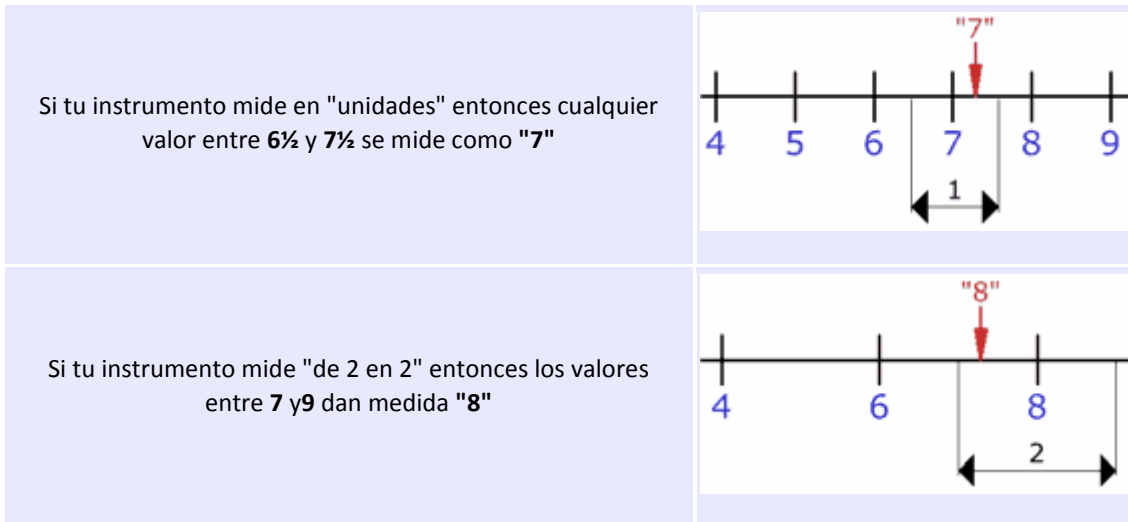 Si tu instrumento mide en "unidades" entonces cualquier
valor entre 6½ y 7½ se mide como "7"
"7"
4 5 6 7 8 9
1
Si tu instrumento mide "de 2 en 2" entonces los valores
entre 7 y9 dan medida "8"
"8"
4 6 8
2